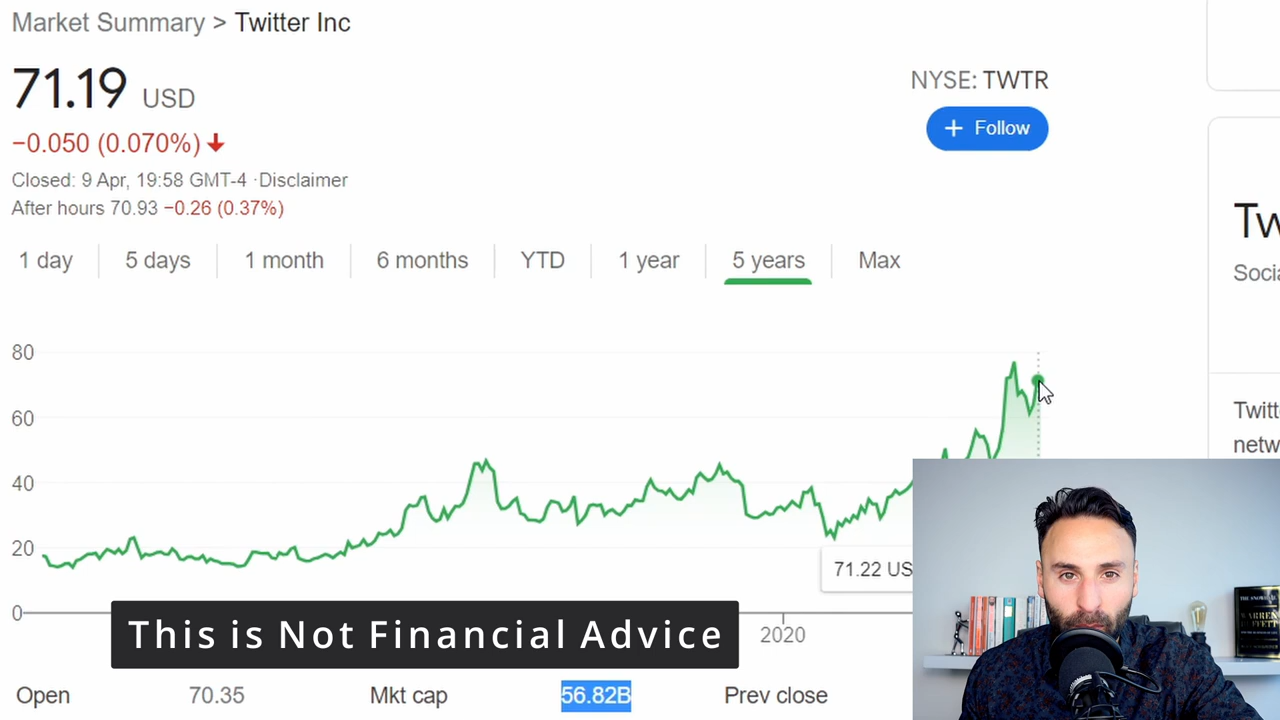 Market Summary > Twitter Inc
71.19 USD
NYSE: TWTR
−0.050 (0.070%)
+ Follow
Closed: 9 Apr, 19:58 GMT-4 ·Disclaimer
After hours 70.93 −0.26 (0.37%)
Tw
Socia
1 day 5 days 1 month 6 months YTD 1 year 5 years Max
80
60
Twitt
netw
40
20
71.22 US
0
2020
This is Not Financial Advice
Open 70.35 Mkt cap 56.82B Prev close
WARREN